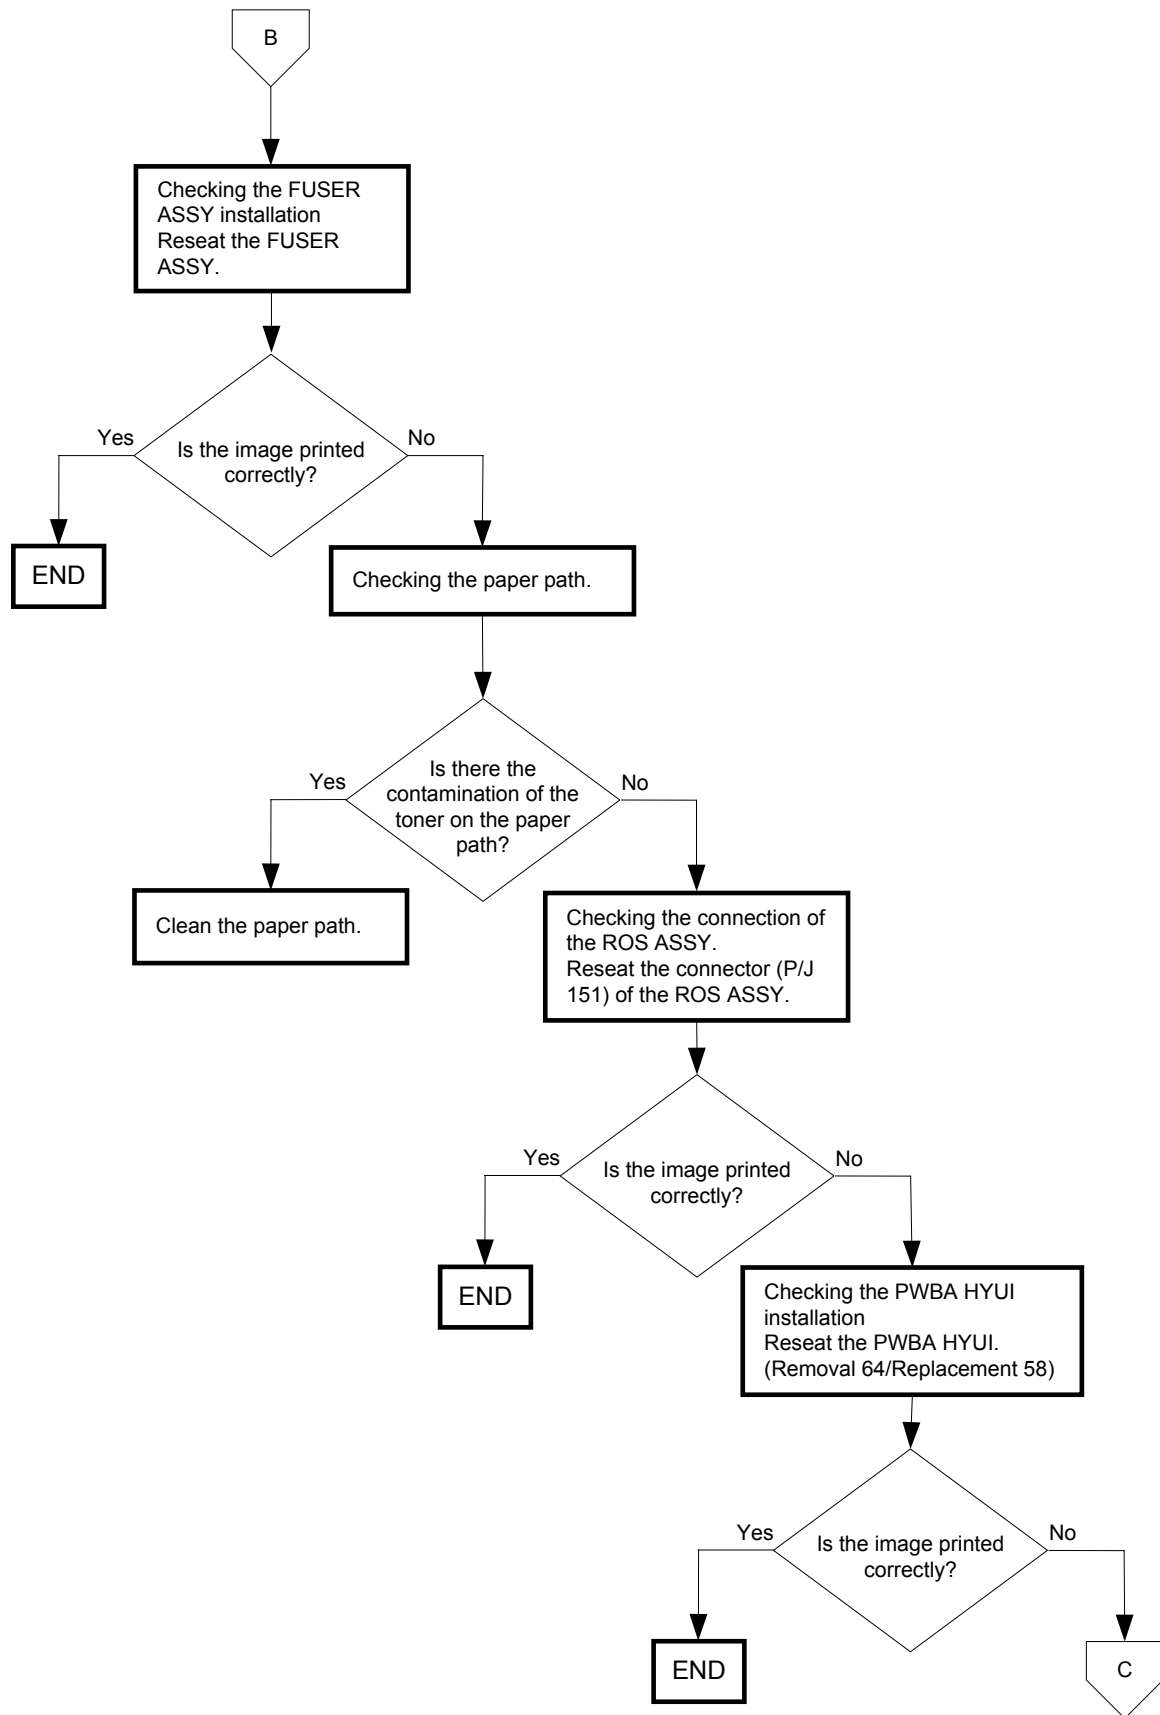 B
Checking the FUSER
ASSY installation
Reseat the FUSER
ASSY.
Yes
No
Is the image printed
correctly?
END
Checking the paper path.
Yes
No
Is there the
contamination of the
toner on the paper
path?
Clean the paper path.
Checking the connection of
the ROS ASSY.
Reseat the connector (P/J
151) of the ROS ASSY.
Yes
No
Is the image printed
correctly?
END
Checking the PWBA HYUI
installation
Reseat the PWBA HYUI.
(Removal 64/Replacement 58)
Yes
No
Is the image printed
correctly?
END
C